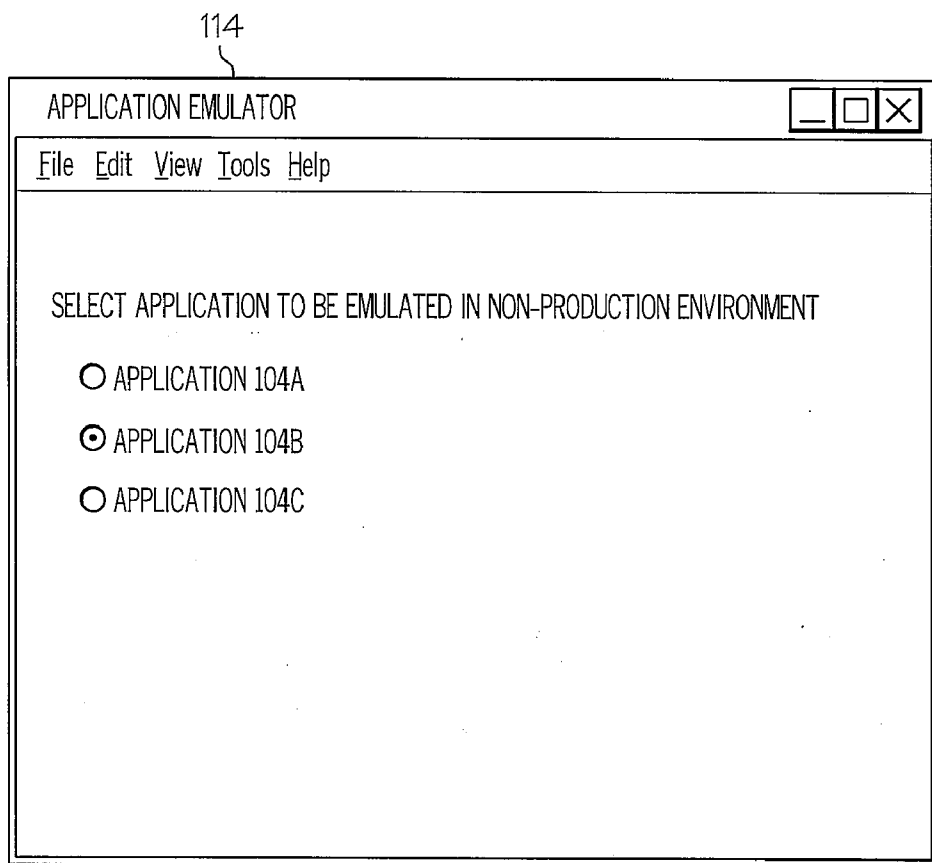 114
APPLICATION EMULATOR
File Edit View Tools Help
SELECT APPLICATION TO BE EMULATED IN NON-PRODUCTION ENVIRONMENT
APPLICATION 104A
APPLICATION 104B
APPLICATION 104C